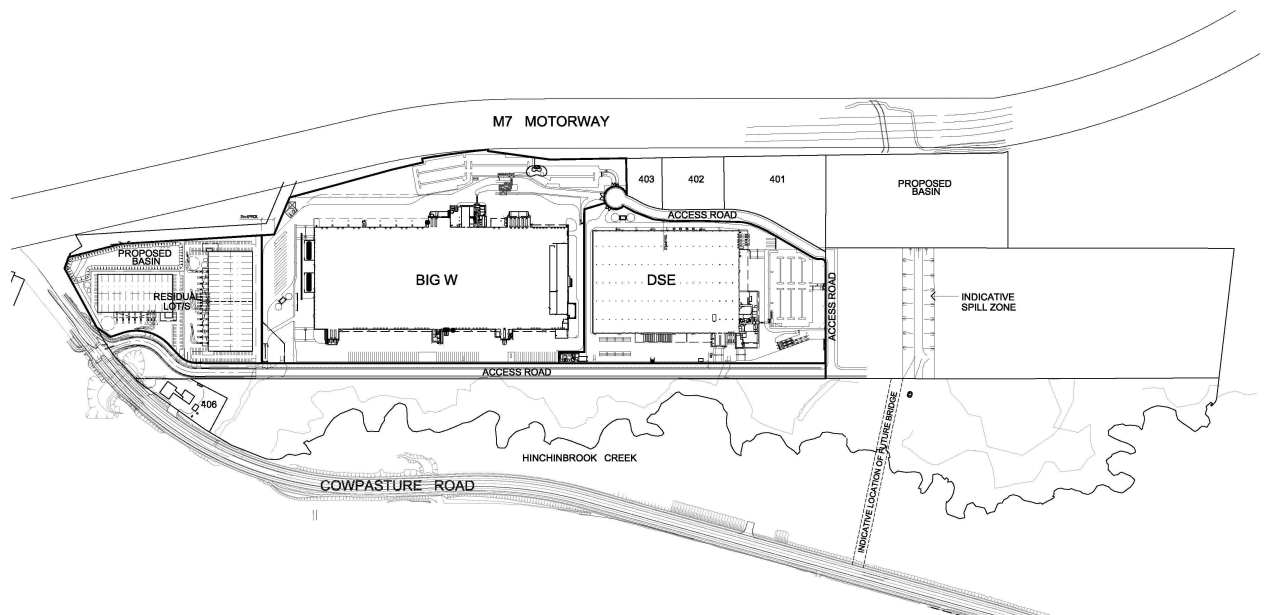 M7 MOTORWAY
403
402
401
PROPOSED
BASIN
ACCESS ROAD
PROPOSED
BASIN
RESIDUAL
LOT/S
BIG W
DSE
ACCESS ROAD
INDICATIVE
SPILL ZONE
ACCESS ROAD
406
HINCHINBROOK CREEK
COWPASTURE ROAD
INDICATIVE LOCATION OF FUTURE BRIDGE